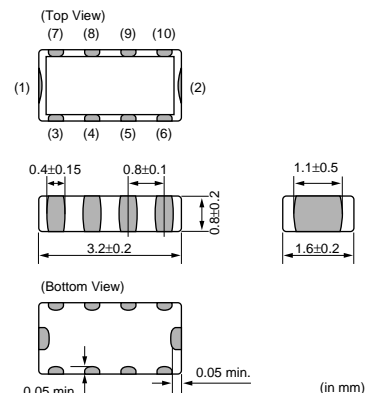 (Top View)
(7) (8) (9) (10)
(1) (2)
(3) (4) (5) (6)
0.4±0.15 0.8±0.1 1.1±0.5
0.8±0.2
3.2±0.2 1.6±0.2
(Bottom View)
0.05 min.
0.05 min. (in mm)